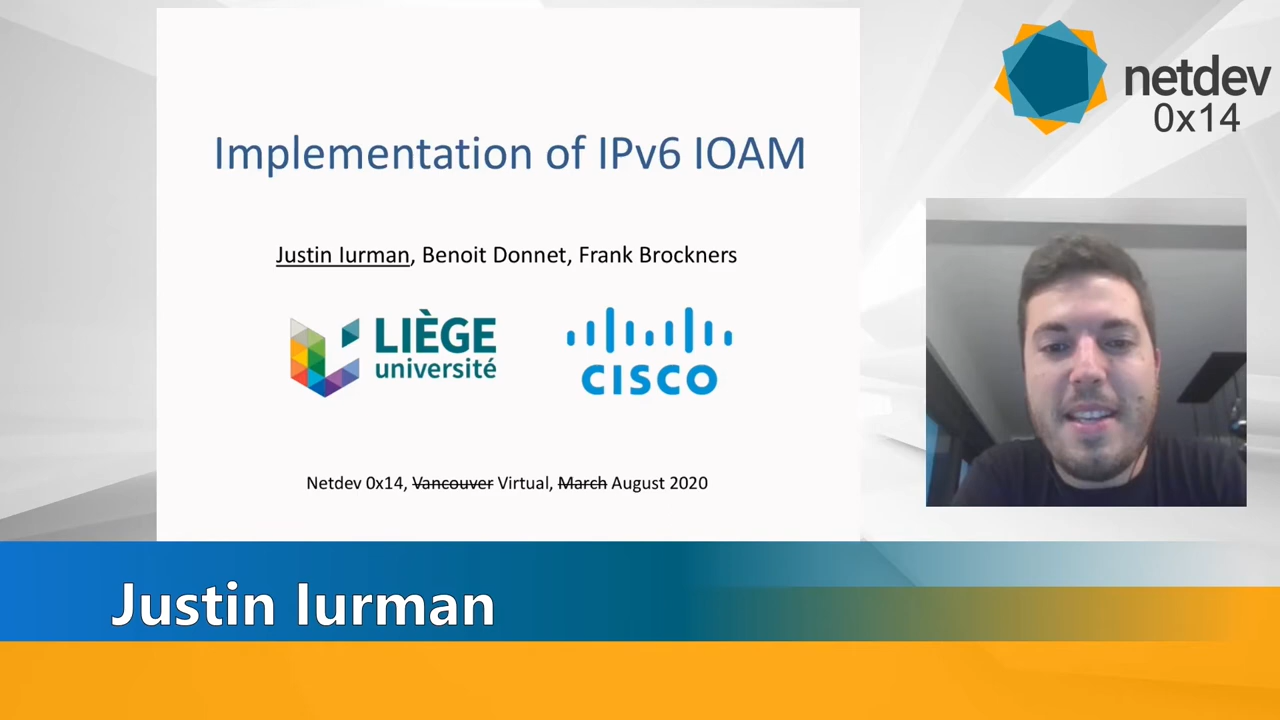 Implementation of IPv6 IOAM
Justin Iurman, Benoit Donnet, Frank Brockners
LIÈGE
université
CISCO
Netdev 0x14, Vancouver Virtual, March August 2020
netdev
0x14
Justin Iurman